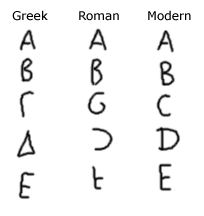 Greek Roman Modern
Α A A
Β B B
Γ G C
Δ D
Ε E